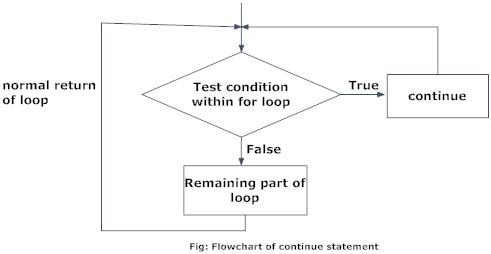 Test condition
within for loop
True
continue
normal return
of loop
False
Remaining part of
loop
Fig: Flowchart of continue statement